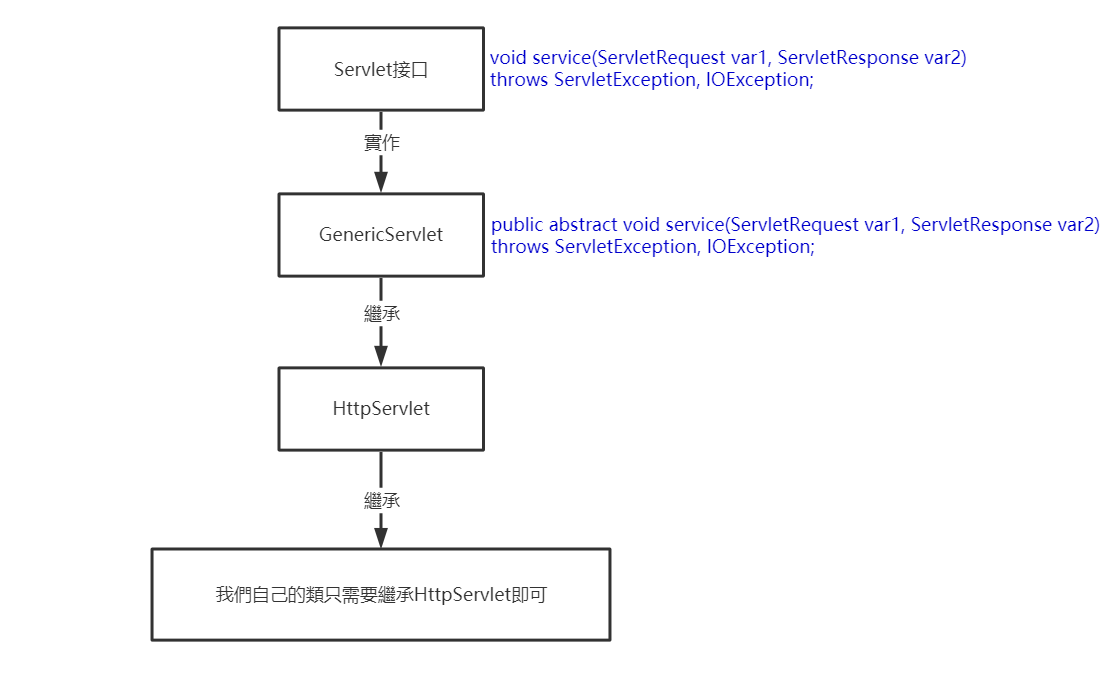 Servlet接口
void service(ServletRequest var1, ServletResponse var2)
throws ServletException, IOException;
實作
GenericServlet
public abstract void service(ServletRequest var1, ServletResponse var2)
throws ServletException, IOException;
繼承
HttpServlet
繼承
我們自己的類只需要繼承HttpServlet即可